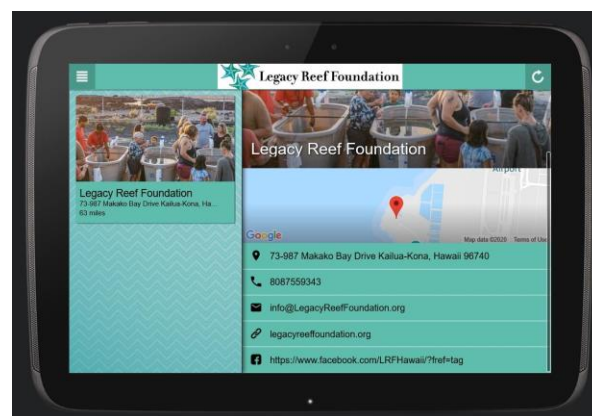 Legacy Reef Foundation
Legacy Reef Foundation
73-987 Makako Bay Drive Kailua-Kona, Ha...
63 miles
Legacy Reef Foundation
Airport
Google
Map data ©2020 Terms of Use
73-987 Makako Bay Drive Kailua-Kona, Hawaii 96740
8087559343
info@LegacyReefFoundation.org
legacyreeffoundation.org
https://www.facebook.com/LRFHawaii/?fref=tag